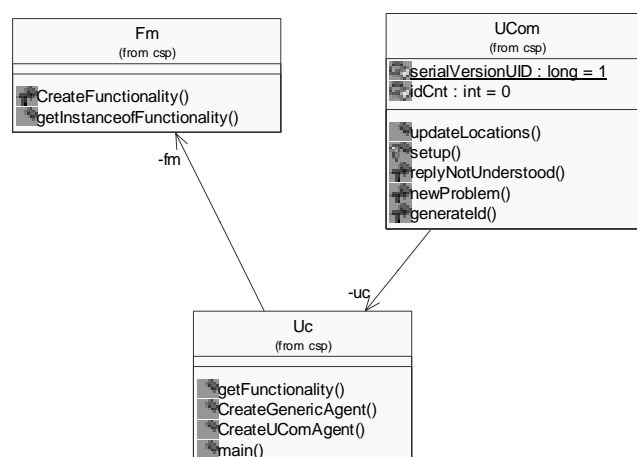 Fm
(from csp)
CreateFunctionality()
getInstanceofFunctionality()
-fm
UCom
(from csp)
serialVersionUID : long = 1
idCnt : int = 0
updateLocations()
setup()
replyNotUnderstood()
newProblem()
generateId()
-uc
Uc
(from csp)
getFunctionality()
CreateGenericAgent()
CreateUComAgent()
main()